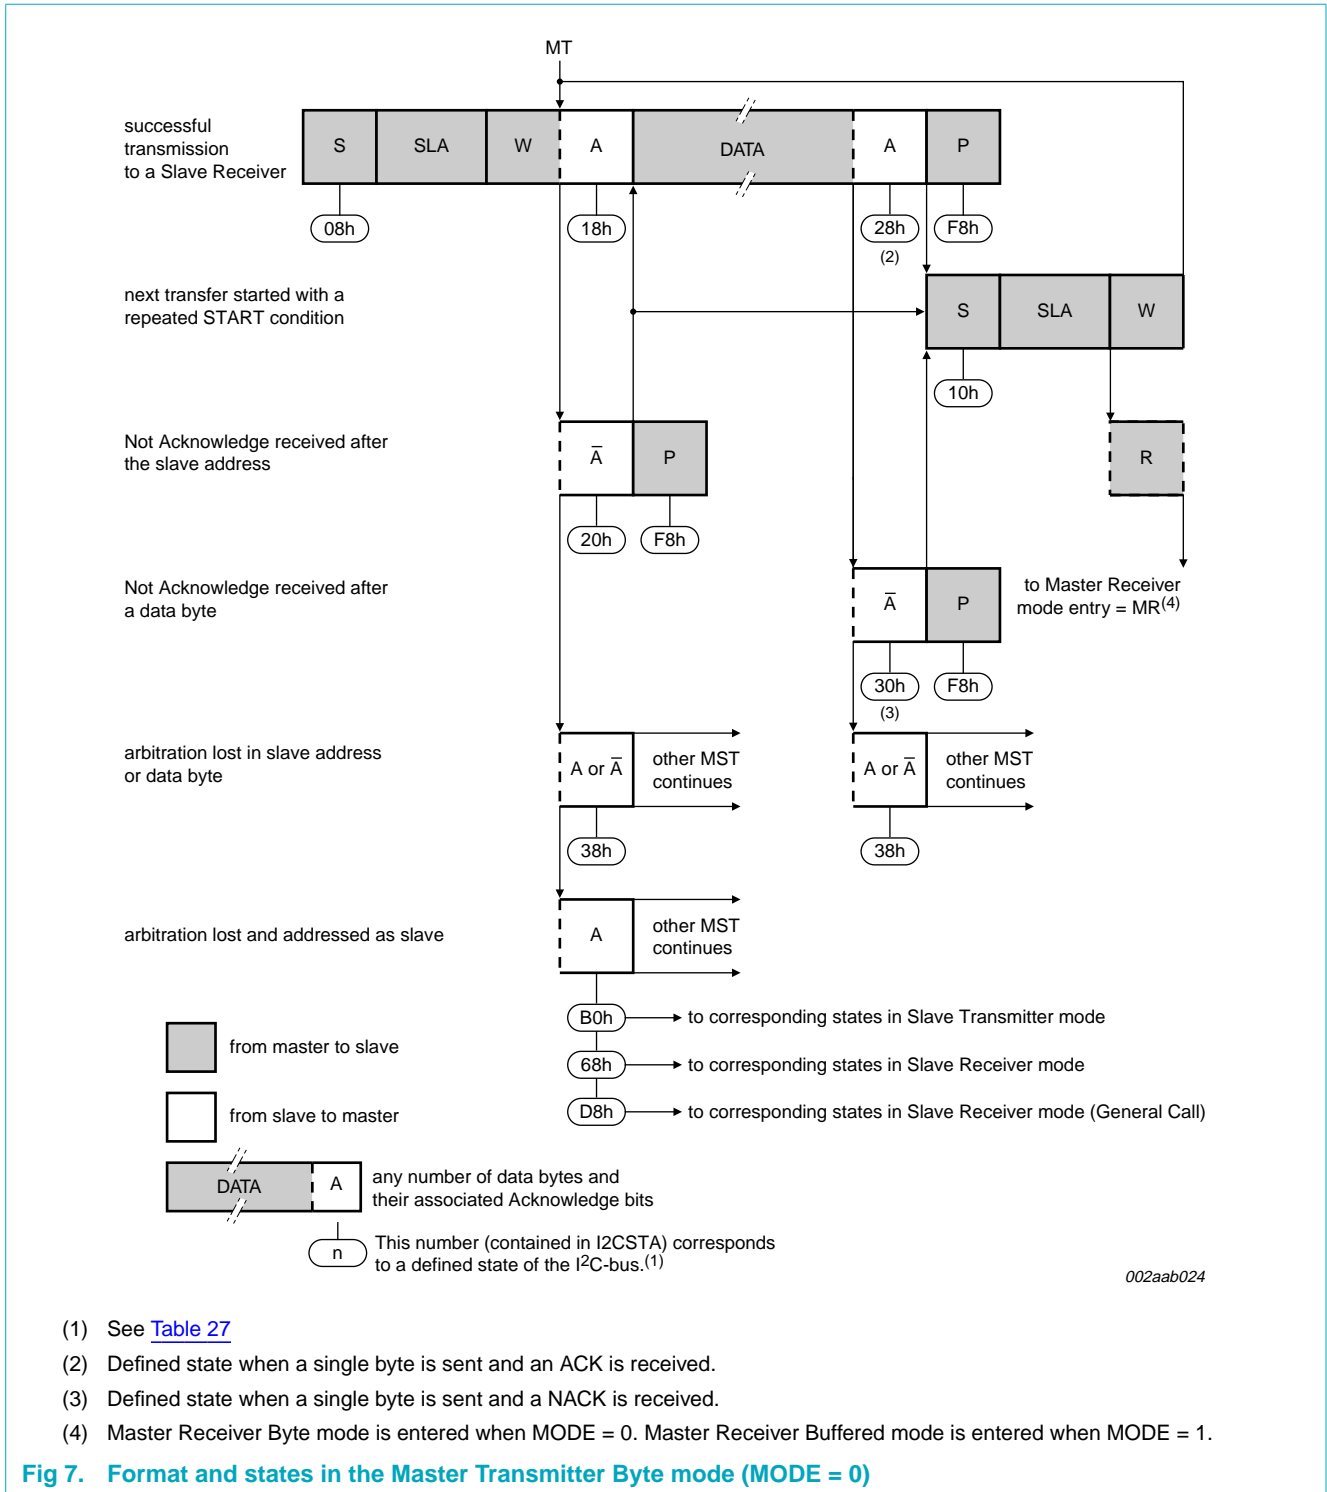 MT
successful
transmission
to a Slave Receiver
S SLA W A DATA A P
08h 18h 28h F8h
(2)
next transfer started with a
repeated START condition
S SLA W
10h
Not Acknowledge received after
the slave address
A̅ P R
20h F8h
Not Acknowledge received after
a data byte
A̅ P
to Master Receiver
mode entry = MR(4)
30h F8h
(3)
arbitration lost in slave address
or data byte
A or A̅ other MST
continues
A or A̅ other MST
continues
38h 38h
arbitration lost and addressed as slave
A other MST
continues
B0h to corresponding states in Slave Transmitter mode
from master to slave
68h to corresponding states in Slave Receiver mode
from slave to master
D8h to corresponding states in Slave Receiver mode (General Call)
DATA A any number of data bytes and
their associated Acknowledge bits
n This number (contained in I2CSTA) corresponds
to a defined state of the I²C-bus.(1)
002aab024
(1) See Table 27
(2) Defined state when a single byte is sent and an ACK is received.
(3) Defined state when a single byte is sent and a NACK is received.
(4) Master Receiver Byte mode is entered when MODE = 0. Master Receiver Buffered mode is entered when MODE = 1.
Fig 7. Format and states in the Master Transmitter Byte mode (MODE = 0)